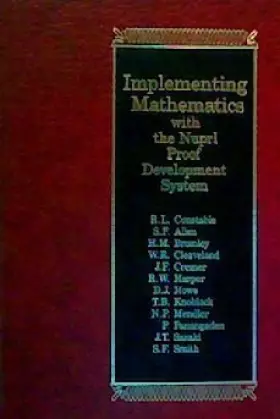 Implementing
Mathematics
with
the Nuprl
Proof
Development
System
R.L. Constable
S.F. Allen
H.M. Bromley
W.R. Cleaveland
J.F. Cremer
R.W. Harper
D.J. Howe
T.B. Knoblock
N.P. Mendler
P Panangaden
J.T. Sasaki
S.F. Smith